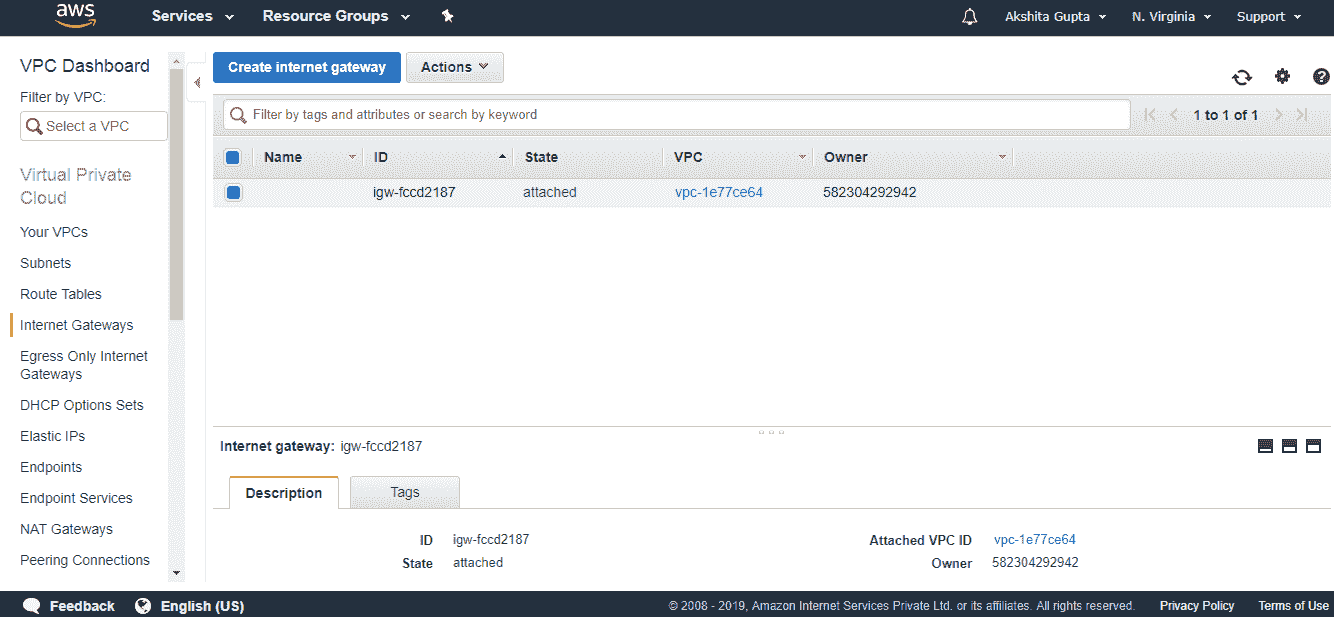 aws Services Resource Groups Akshita Gupta N. Virginia Support
VPC Dashboard
Filter by VPC:
Select a VPC
Virtual Private
Cloud
Your VPCs
Subnets
Route Tables
Internet Gateways
Egress Only Internet
Gateways
DHCP Options Sets
Elastic IPs
Endpoints
Endpoint Services
NAT Gateways
Peering Connections
Create internet gateway Actions
Filter by tags and attributes or search by keyword 1 to 1 of 1
Name ID State VPC Owner
igw-fccd2187 attached vpc-1e77ce64 582304292942
Internet gateway: igw-fccd2187
Description Tags
ID igw-fccd2187 Attached VPC ID vpc-1e77ce64
State attached Owner 582304292942
Feedback English (US) © 2008 - 2019, Amazon Internet Services Private Ltd. or its affiliates. All rights reserved. Privacy Policy Terms of Use